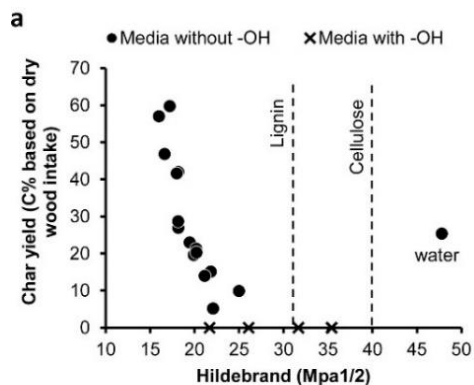 a
● Media without -OH × Media with -OH
Char yield (C% based on dry
wood intake)
70
60
50
40
30
20
10
0
Lignin
Cellulose
water
10 15 20 25 30 35 40 45 50
Hildebrand (Mpa1/2)